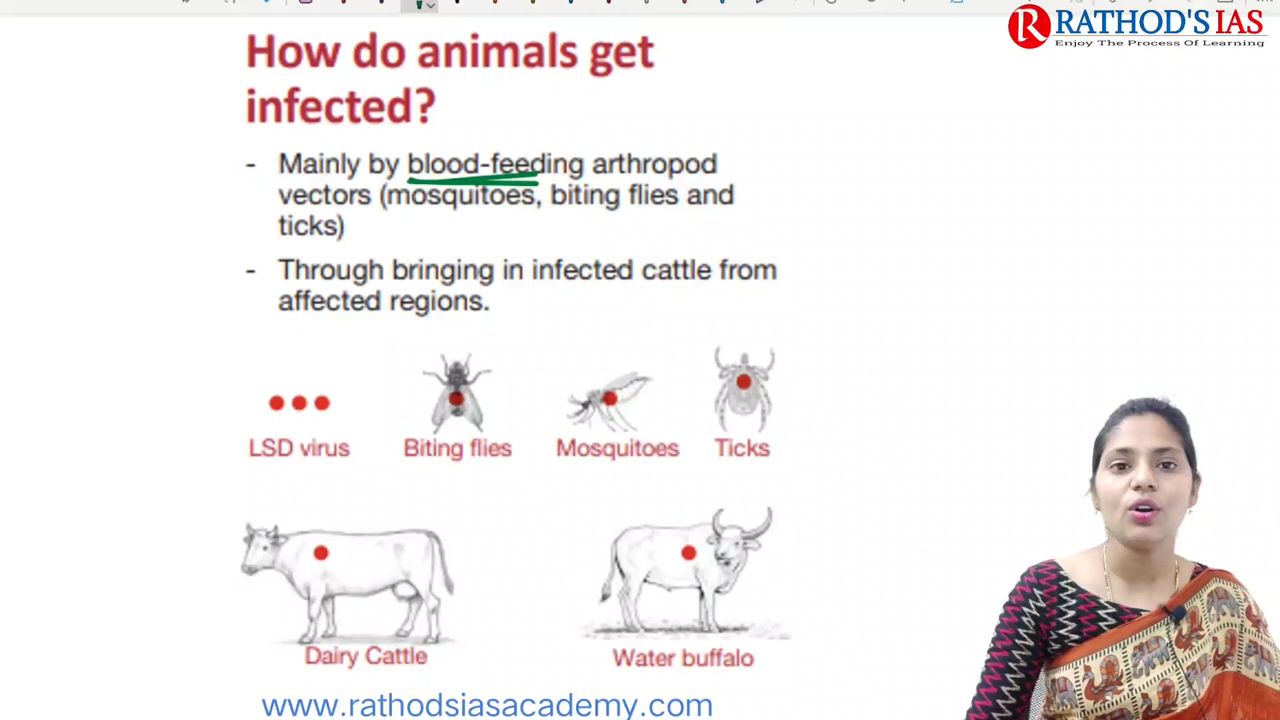 RATHOD'S IAS
Enjoy The Process Of Learning
How do animals get
infected?
- Mainly by blood-feeding arthropod
vectors (mosquitoes, biting flies and
ticks)
- Through bringing in infected cattle from
affected regions.
LSD virus
Biting flies
Mosquitoes
Ticks
Dairy Cattle
Water buffalo
www.rathodsiasacademy.com